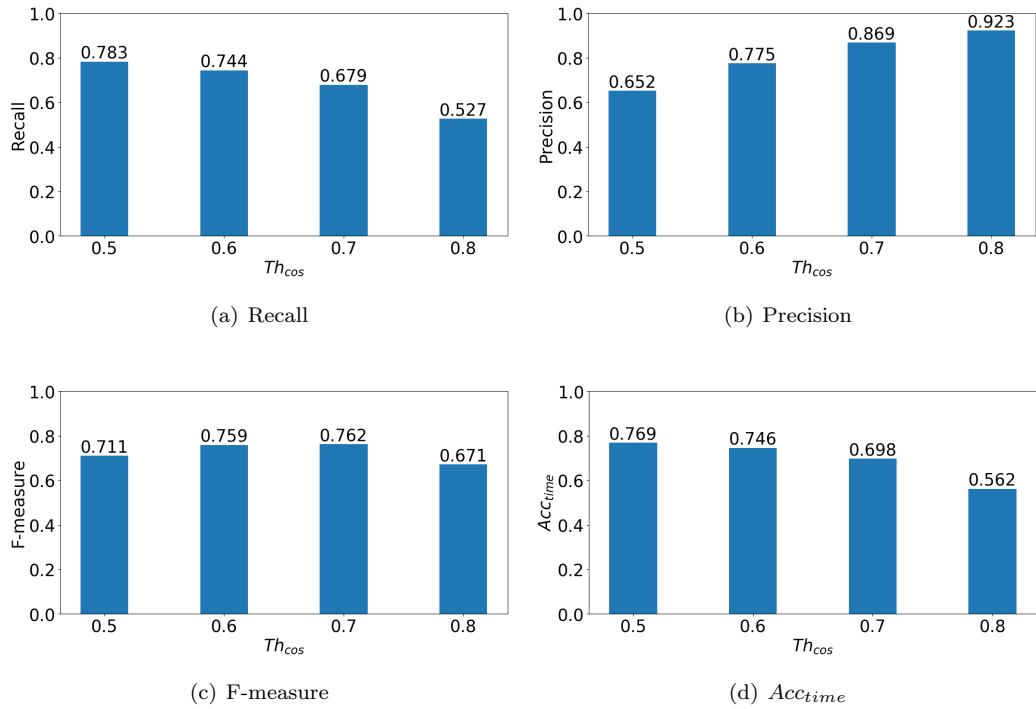 1.0
0.8
0.6
0.4
0.2
0.0
Recall
0.783
0.744
0.679
0.527
0.5 0.6 0.7 0.8
Th_cos
(a) Recall
1.0
0.8
0.6
0.4
0.2
0.0
Precision
0.652
0.775
0.869
0.923
0.5 0.6 0.7 0.8
Th_cos
(b) Precision
1.0
0.8
0.6
0.4
0.2
0.0
F-measure
0.711
0.759
0.762
0.671
0.5 0.6 0.7 0.8
Th_cos
(c) F-measure
1.0
0.8
0.6
0.4
0.2
0.0
Acc_time
0.769
0.746
0.698
0.562
0.5 0.6 0.7 0.8
Th_cos
(d) Acc_time